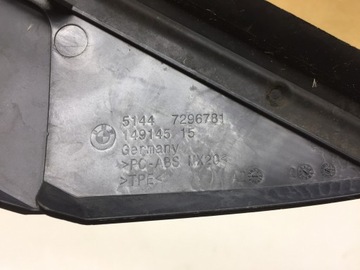 5144 7296781
149145 15
Germany
>PC-ABS MX20<
>TPE<